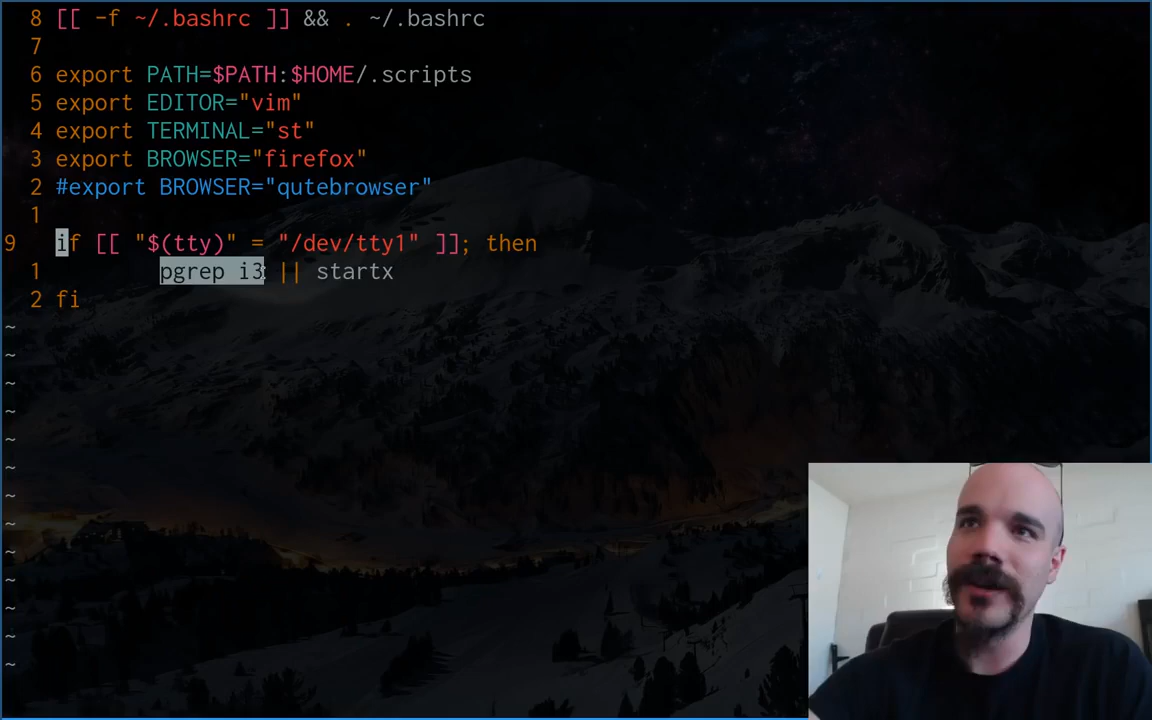 8 [[ -f ~/.bashrc ]] && . ~/.bashrc
7
6 export PATH=$PATH:$HOME/.scripts
5 export EDITOR="vim"
4 export TERMINAL="st"
3 export BROWSER="firefox"
2 #export BROWSER="qutebrowser"
1
9 if [[ "$(tty)" = "/dev/tty1" ]]; then
1 pgrep i3 || startx
2 fi
~
~
~
~
~
~
~
~
~
~
~
~
~